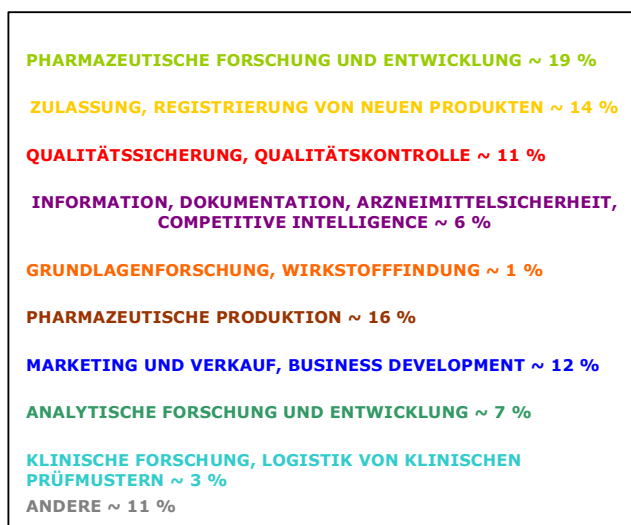 PHARMAZEUTISCHE FORSCHUNG UND ENTWICKLUNG ~ 19 %
ZULASSUNG, REGISTRIERUNG VON NEUEN PRODUKTEN ~ 14 %
QUALITÄTSSICHERUNG, QUALITÄTSKONTROLLE ~ 11 %
INFORMATION, DOKUMENTATION, ARZNEIMITTELSICHERHEIT,
COMPETITIVE INTELLIGENCE ~ 6 %
GRUNDLAGENFORSCHUNG, WIRKSTOFFFINDUNG ~ 1 %
PHARMAZEUTISCHE PRODUKTION ~ 16 %
MARKETING UND VERKAUF, BUSINESS DEVELOPMENT ~ 12 %
ANALYTISCHE FORSCHUNG UND ENTWICKLUNG ~ 7 %
KLINISCHE FORSCHUNG, LOGISTIK VON KLINISCHEN
PRÜFMUSTERN ~ 3 %
ANDERE ~ 11 %